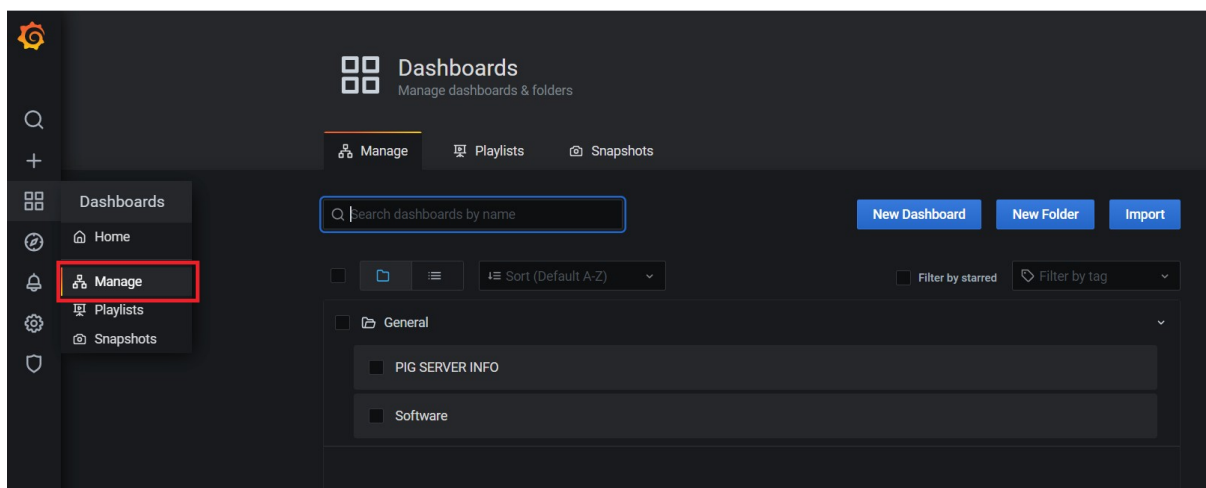 Dashboards
Manage dashboards & folders
Manage Playlists Snapshots
Dashboards
Home
Manage
Playlists
Snapshots
Search dashboards by name
New Dashboard New Folder Import
Sort (Default A-Z)
Filter by starred Filter by tag
General
PIG SERVER INFO
Software